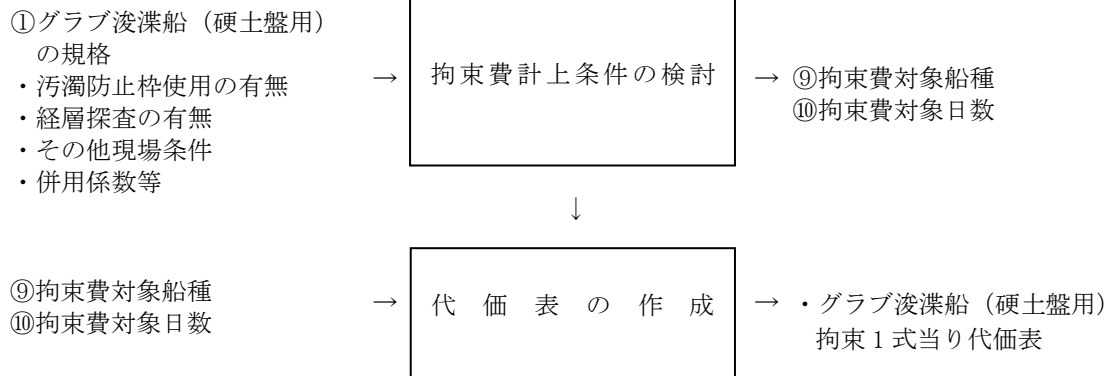 ①グラブ浚渫船（硬土盤用）
の規格
・汚濁防止枠使用の有無
・経層探査の有無
・その他現場条件
・併用係数等
→
拘束費計上条件の検討
→ ⑨拘束費対象船種
⑩拘束費対象日数
↓
⑨拘束費対象船種
⑩拘束費対象日数
→
代価表の作成
→ ・グラブ浚渫船（硬土盤用）
拘束1式当り代価表